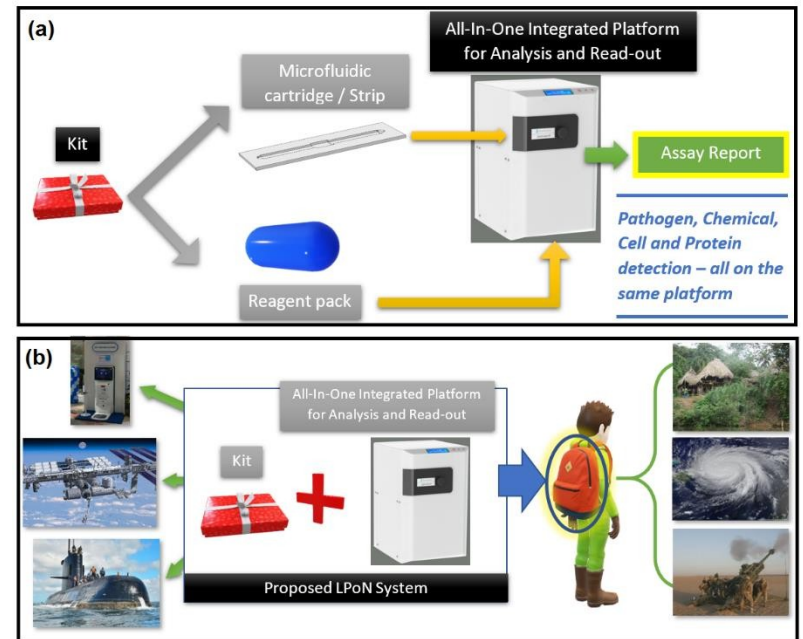 (a)
All-In-One Integrated Platform
for Analysis and Read-out
Microfluidic
cartridge / Strip
Kit
Assay Report
Pathogen, Chemical,
Cell and Protein
detection – all on the
same platform
Reagent pack
(b)
All-In-One Integrated Platform
for Analysis and Read-out
Kit
Proposed LPoN System